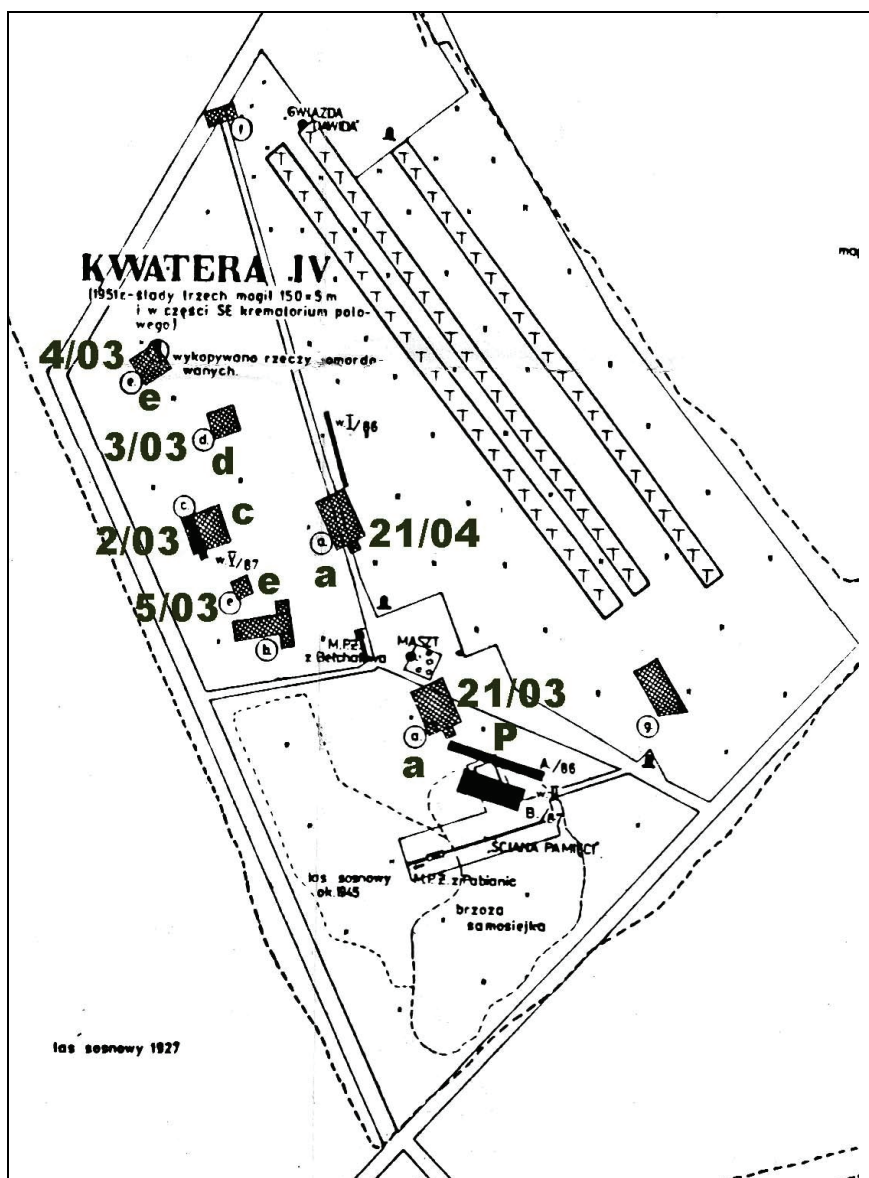 f
GWIAZDA
DAWIDA
KWATERA IV.
(1951r.-ślady trzech mogił 150×5 m
i w części SE krematorium polo-
wego)
4/03
e
wykopywano rzeczy pomordo-
wanych.
e
3/03
d
d
w. I/86
c
c
2/03
w. V/87
a
a
21/04
5/03
e
e
h
M.P.Ż.
z Bełchatowa
MASZT
21/03
a
a
P
g
A/86
w. II
B./87
ŚCIANA PAMIĘCI
M.P.Ż. z Pabianic
las sosnowy
ok. 1945
brzoza
samosiejka
las sosnowy 1927